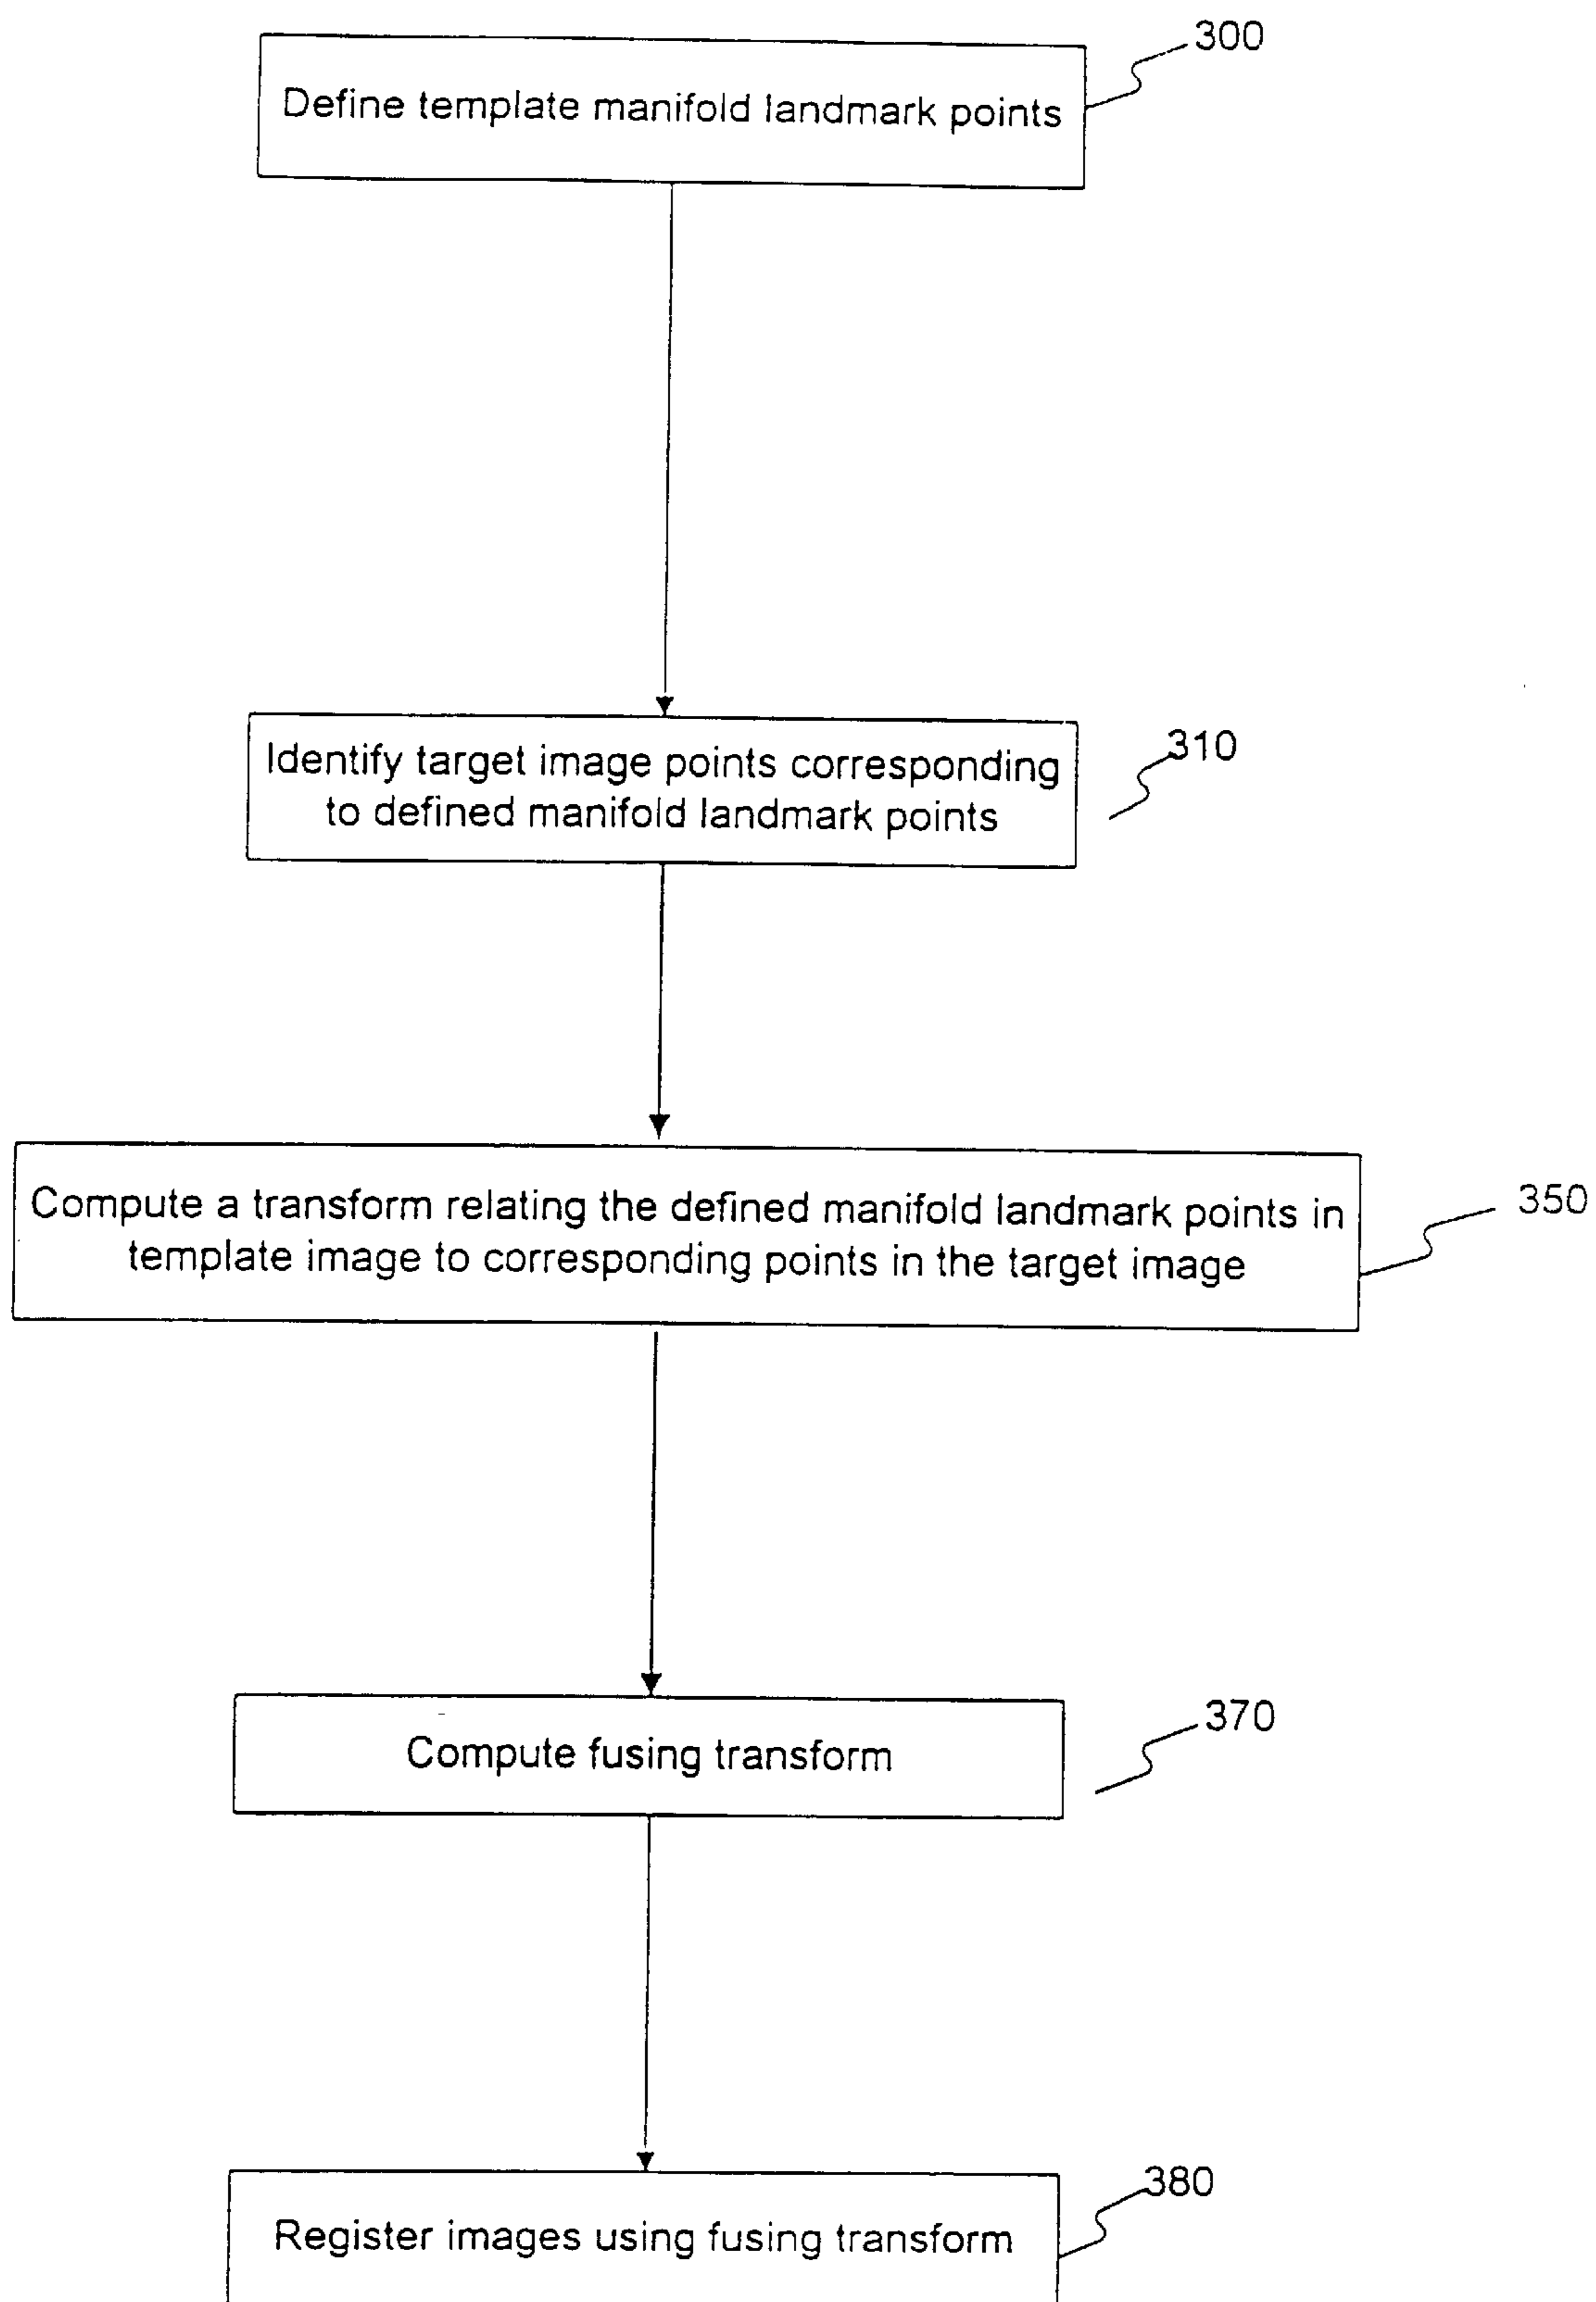 300
Define template manifold landmark points
310
Identify target image points corresponding
to defined manifold landmark points
350
Compute a transform relating the defined manifold landmark points in
template image to corresponding points in the target image
370
Compute fusing transform
380
Register images using fusing transform